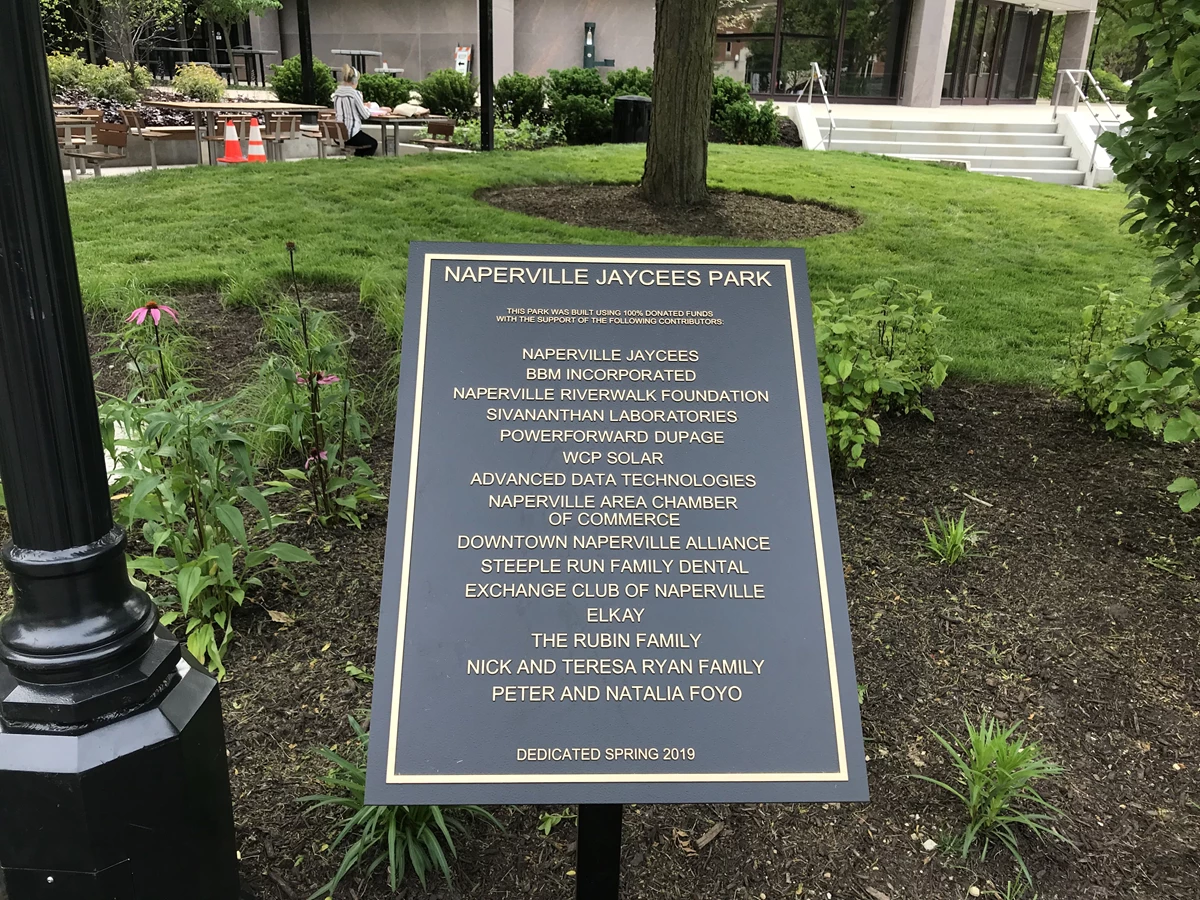 NAPERVILLE JAYCEES PARK
THIS PARK WAS BUILT USING 100% DONATED FUNDS
WITH THE SUPPORT OF THE FOLLOWING CONTRIBUTORS:
NAPERVILLE JAYCEES
BBM INCORPORATED
NAPERVILLE RIVERWALK FOUNDATION
SIVANANTHAN LABORATORIES
POWERFORWARD DUPAGE
WCP SOLAR
ADVANCED DATA TECHNOLOGIES
NAPERVILLE AREA CHAMBER
OF COMMERCE
DOWNTOWN NAPERVILLE ALLIANCE
STEEPLE RUN FAMILY DENTAL
EXCHANGE CLUB OF NAPERVILLE
ELKAY
THE RUBIN FAMILY
NICK AND TERESA RYAN FAMILY
PETER AND NATALIA FOYO
DEDICATED SPRING 2019